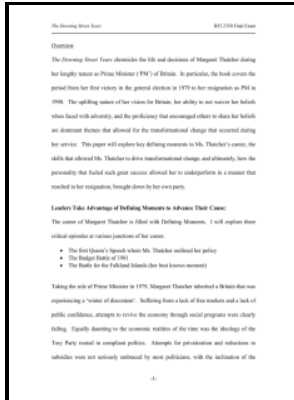 The Downing Street Years
B07.2350 Final Exam
Overview
The Downing Street Years chronicles the life and decisions of Margaret Thatcher during
her lengthy tenure as Prime Minister ('PM') of Britain. In particular, the book covers the
period from her first victory in the general election in 1979 to her resignation as PM in
1990. The uplifting nature of her vision for Britain, her ability to not waiver her beliefs
when faced with adversity, and the proficiency that encouraged others to share her beliefs
are dominant themes that allowed for the transformational change that occurred during
her service. This paper will explore key defining moments in Ms. Thatcher's career, the
skills that allowed Ms. Thatcher to drive transformational change, and ultimately, how the
personality that fueled such great success allowed her to underperform in a manner that
resulted in her resignation, brought down by her own party.
Leaders Take Advantage of Defining Moments to Advance Their Cause:
The career of Margaret Thatcher is filled with Defining Moments. I will explore three
critical episodes at various junctions of her career.
• The first Queen's Speech where Ms. Thatcher outlined her policy
• The Budget Battle of 1981
• The Battle for the Falkland Islands (her best known moment)
Taking the role of Prime Minister in 1979, Margaret Thatcher inherited a Britain that was
experiencing a 'winter of discontent'. Suffering from a lack of free markets and a lack of
public confidence, attempts to revive the economy through social programs were clearly
failing. Equally daunting to the economic realities of the time was the ideology of the
Tory Party rooted in compliant politics. Attempts for privatization and reductions in
subsidies were not seriously embraced by most politicians, with the inclination of the
-1-